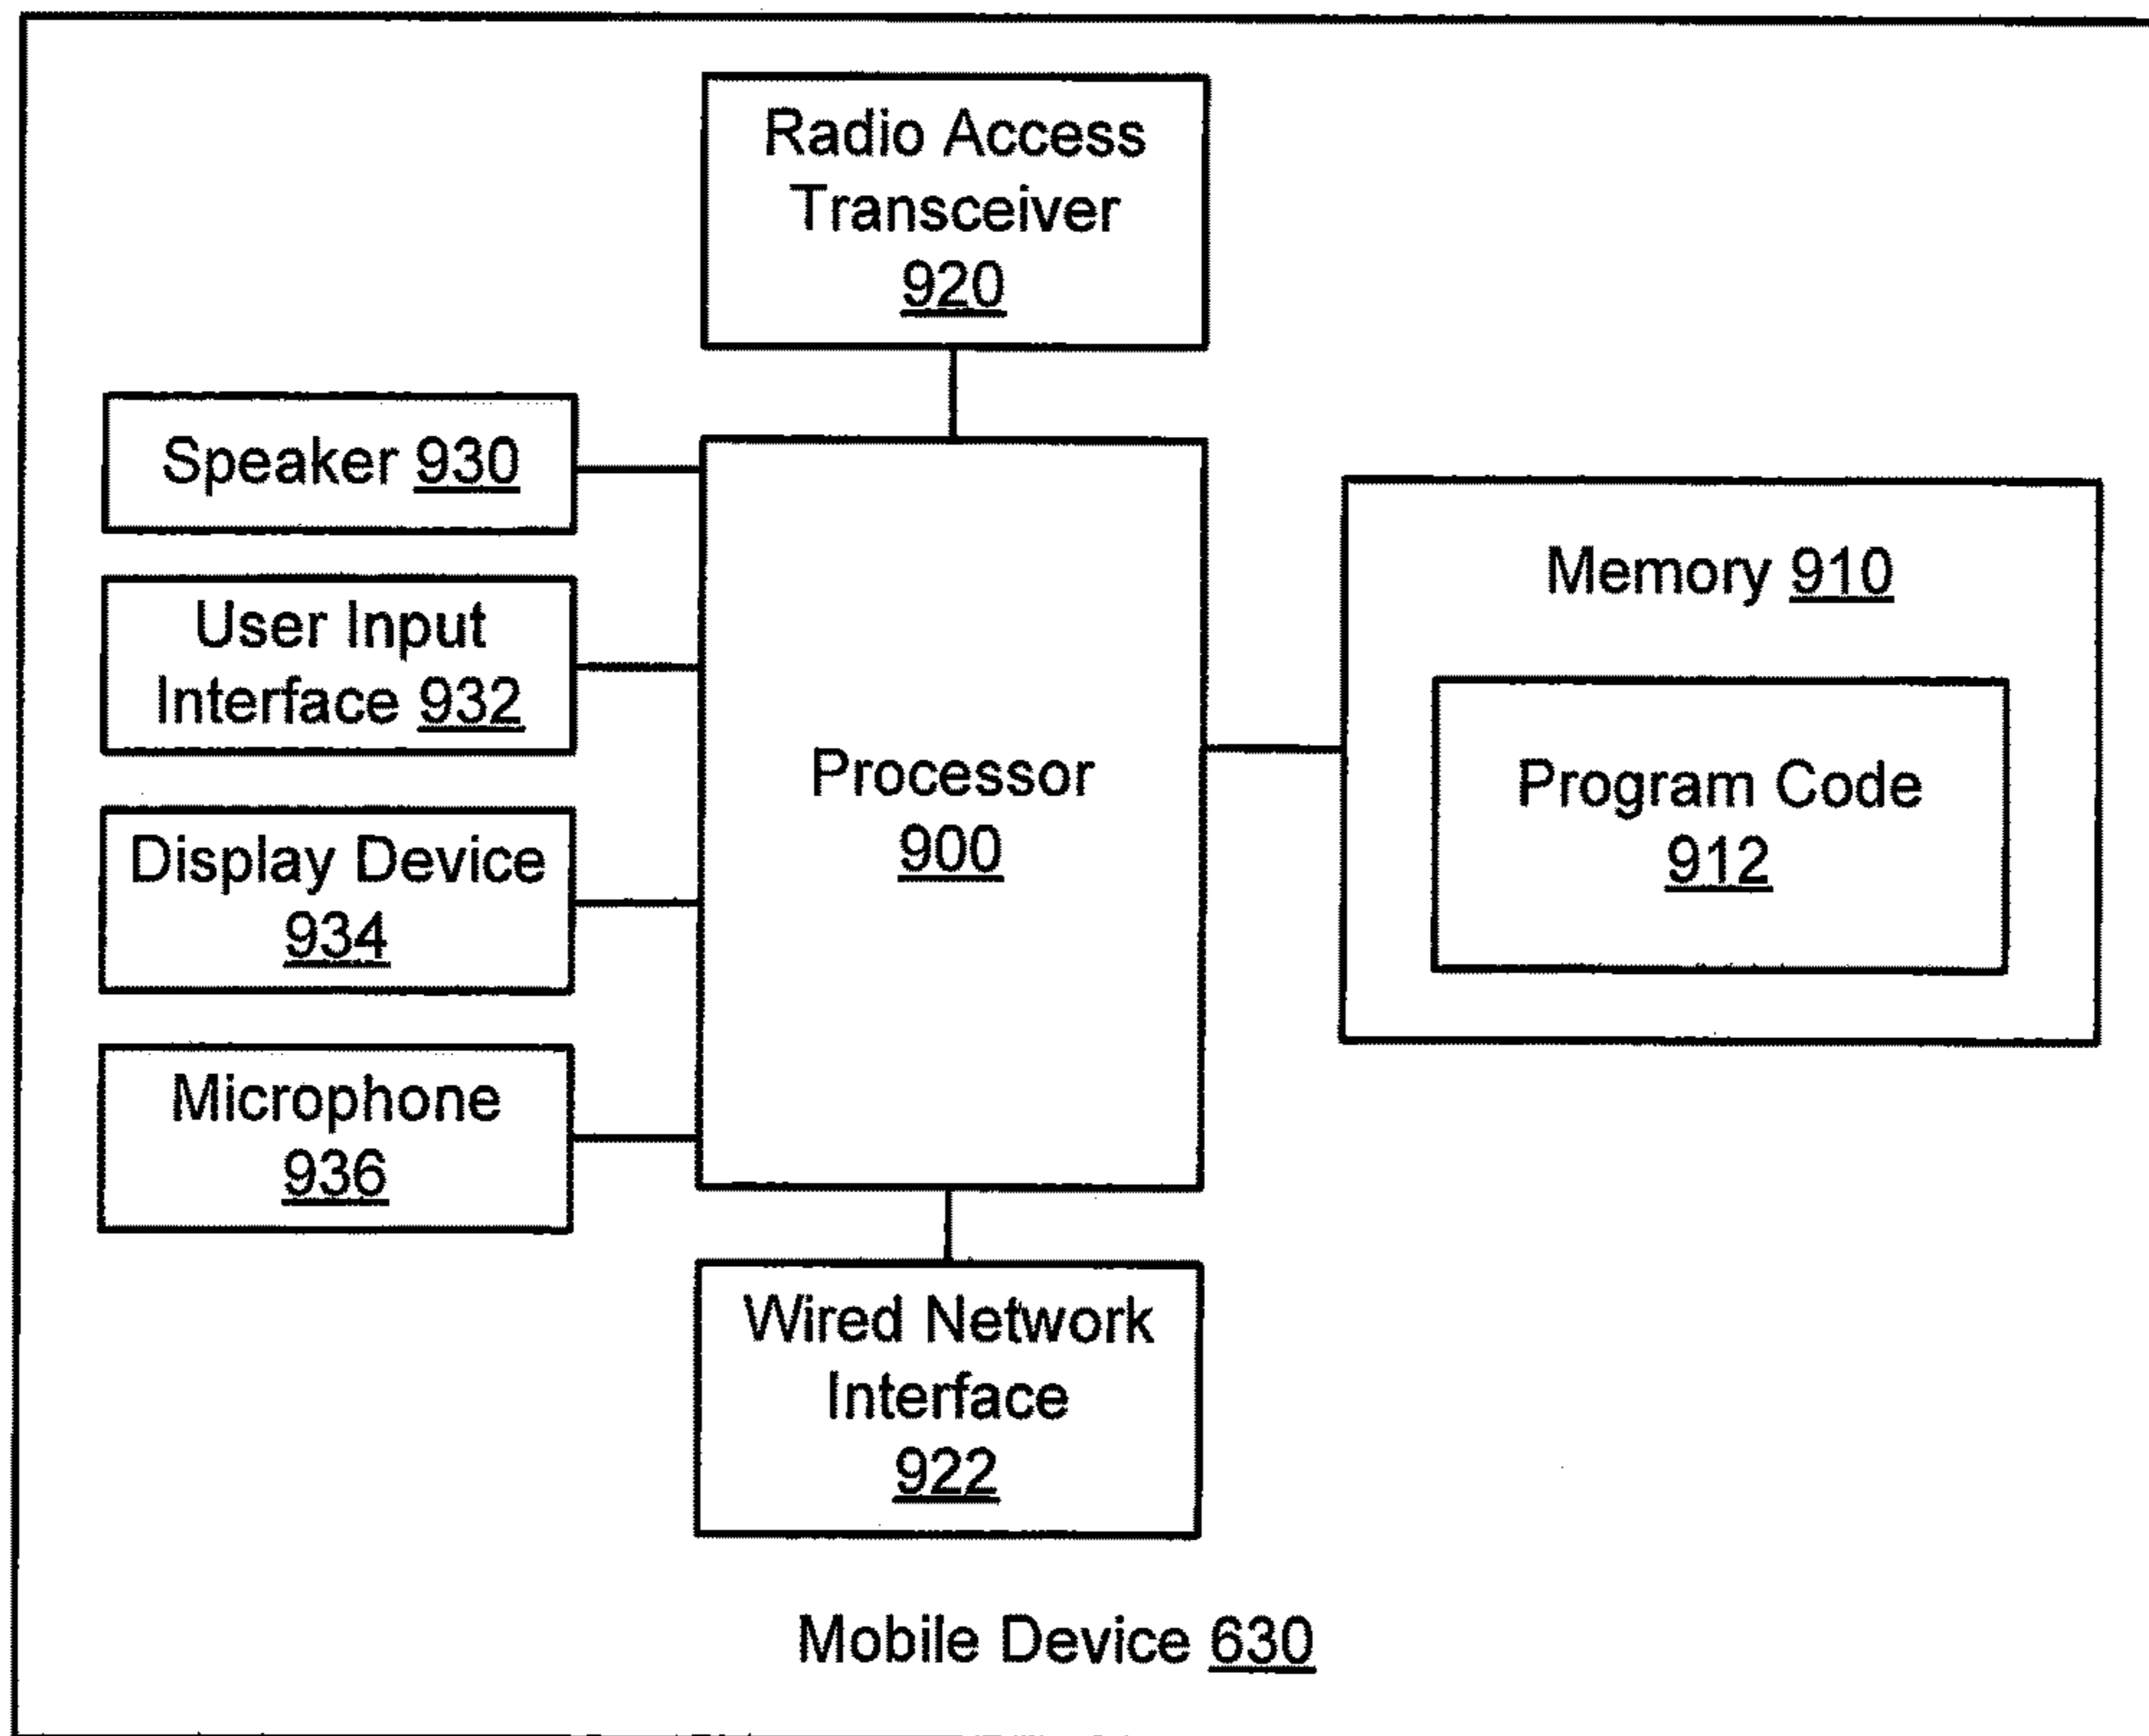 Radio Access
Transceiver
920
Speaker 930
User Input
Interface 932
Display Device
934
Microphone
936
Processor
900
Memory 910
Program Code
912
Wired Network
Interface
922
Mobile Device 630